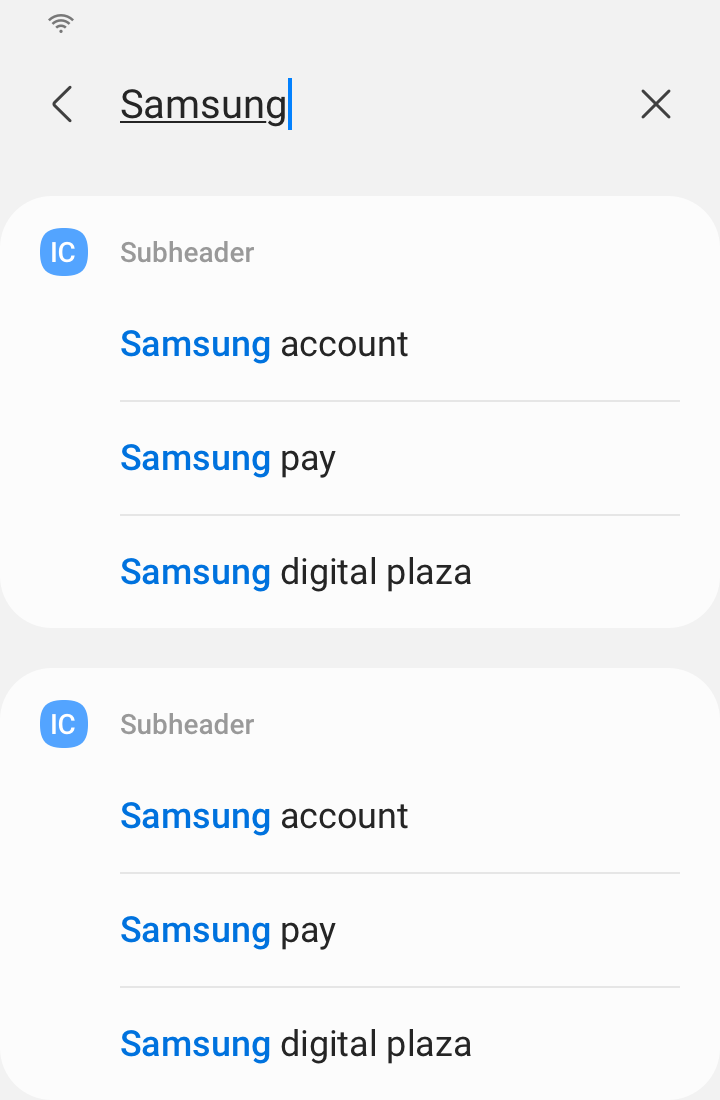 Samsung
IC Subheader
Samsung account
Samsung pay
Samsung digital plaza
IC Subheader
Samsung account
Samsung pay
Samsung digital plaza